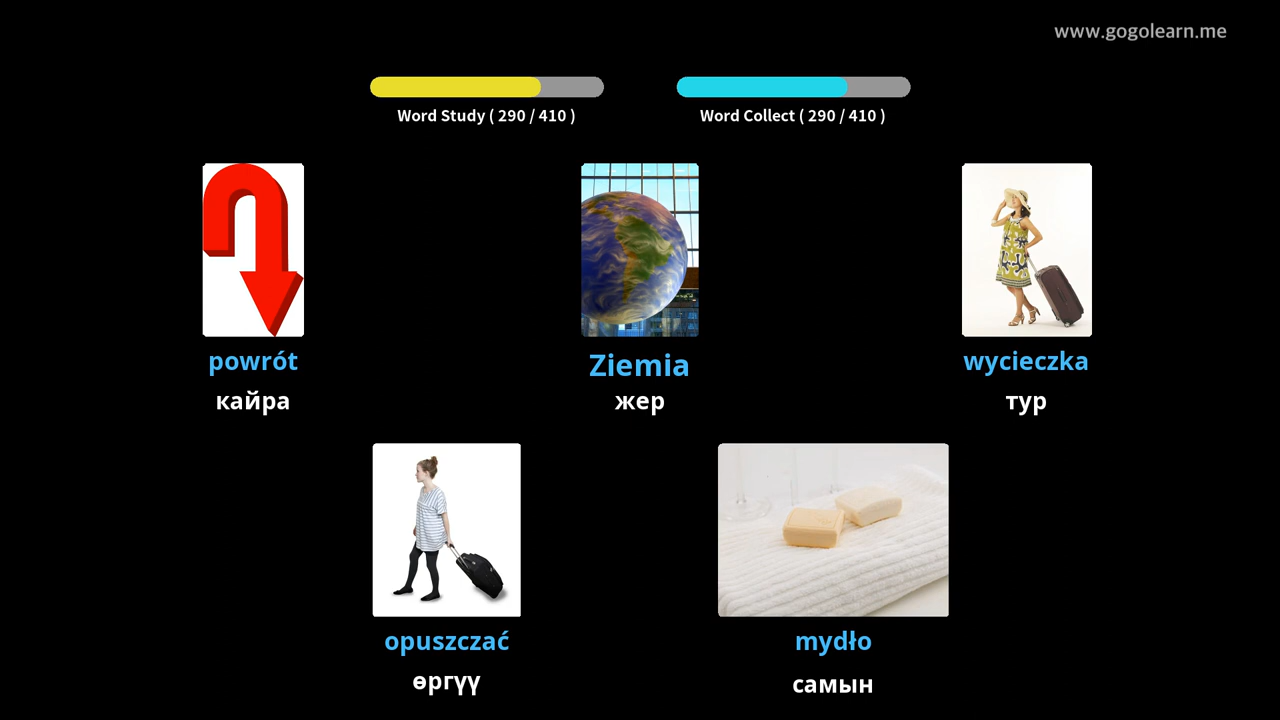 www.gogolearn.me
Word Study ( 290 / 410 )
Word Collect ( 290 / 410 )
powrót
кайра
Ziemia
жер
wycieczka
тур
opuszczać
өргүү
mydło
самын